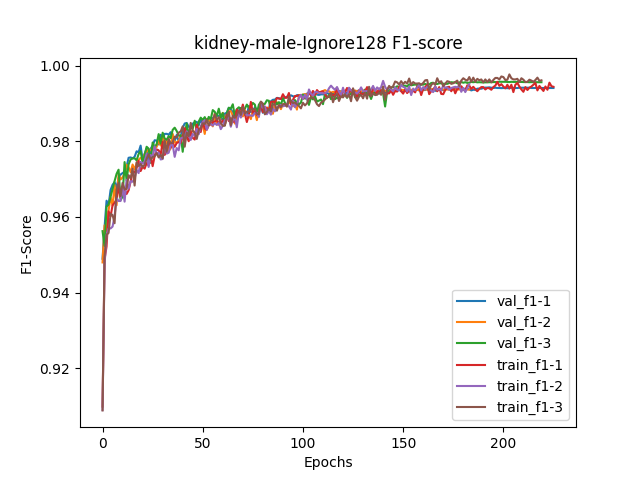 kidney-male-Ignore128 F1-score
1.00
0.98
0.96
0.94
0.92
F1-Score
0
50
100
150
200
Epochs
val_f1-1
val_f1-2
val_f1-3
train_f1-1
train_f1-2
train_f1-3